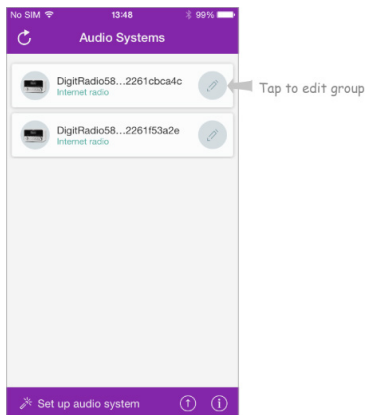 No SIM 13:48 99%
Audio Systems
DigitRadio58...2261cbca4c
Internet radio
Tap to edit group
DigitRadio58...2261f53a2e
Internet radio
Set up audio system